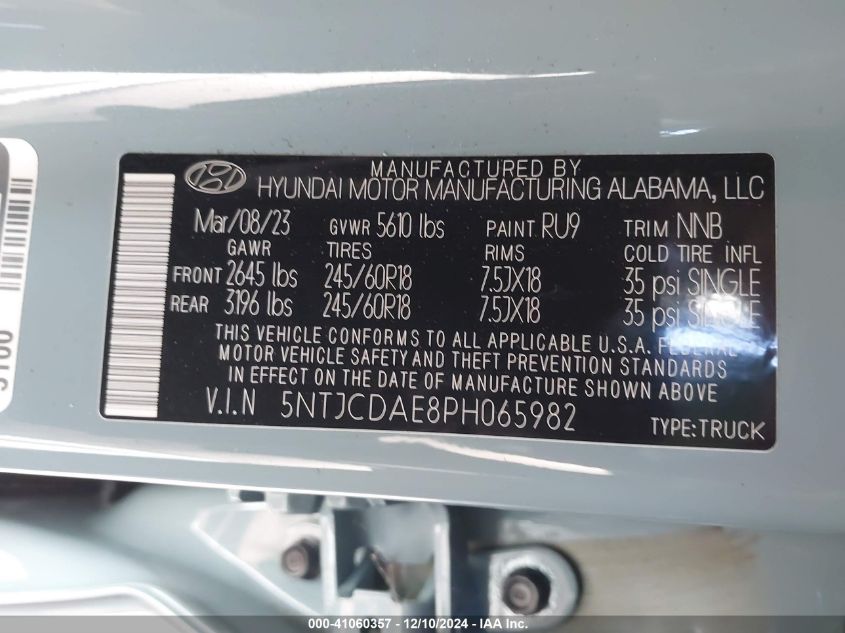 MANUFACTURED BY
HYUNDAI MOTOR MANUFACTURING ALABAMA, LLC
Mar/08/23 GVWR 5610 lbs PAINT RU9 TRIM NNB
GAWR TIRES RIMS COLD TIRE INFL
FRONT 2645 lbs 245/60R18 7.5JX18 35 psi SINGLE
REAR 3196 lbs 245/60R18 7.5JX18 35 psi SINGLE
THIS VEHICLE CONFORMS TO ALL APPLICABLE U.S.A. FEDERAL
MOTOR VEHICLE SAFETY AND THEFT PREVENTION STANDARDS
IN EFFECT ON THE DATE OF MANUFACTURE SHOWN ABOVE
V.I.N 5NTJCDAE8PH065982 TYPE:TRUCK
000-41060357 - 12/10/2024 - IAA Inc.